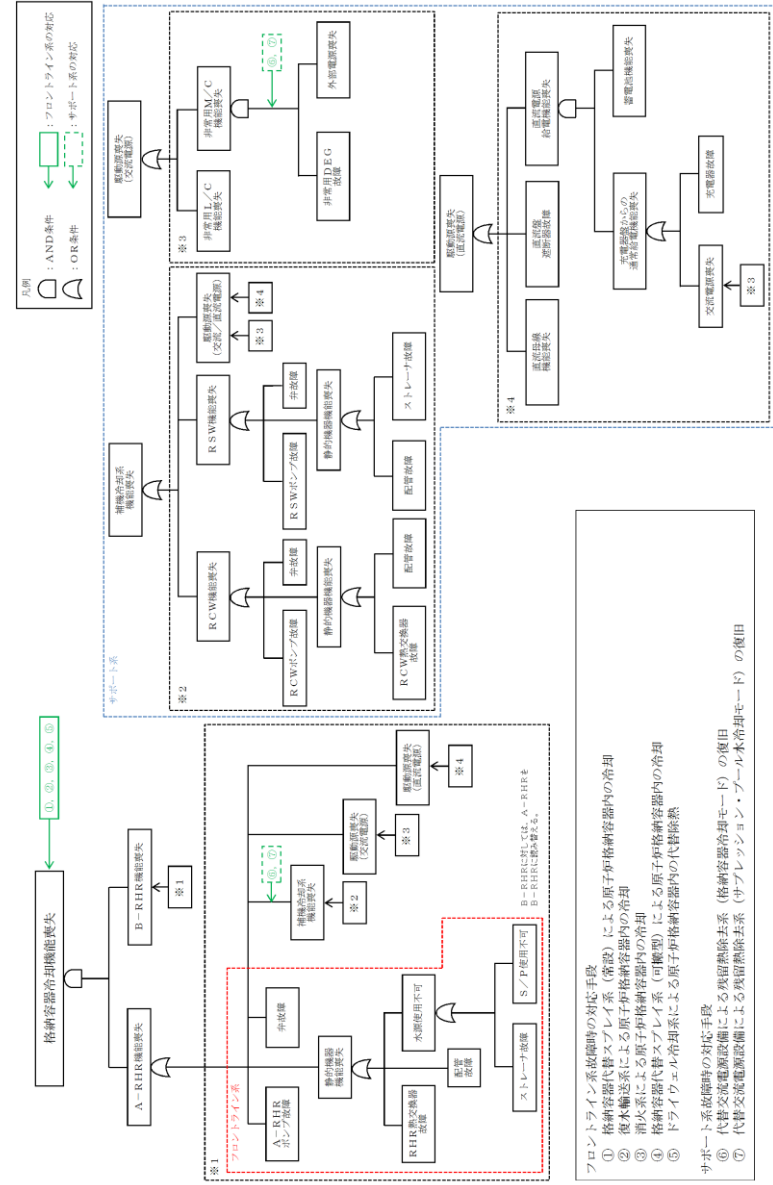 格納容器冷却機能喪失
①, ②, ③, ④, ⑤
A－RHR機能喪失
B－RHR機能喪失
※1
※1
フロントライン系
A－RHR
ポンプ故障
弁故障
静的機器
機能喪失
RHR熱交換器
故障
配管故障
水源使用不可
ストレーナ故障
S／P使用不可
⑥, ⑦
補機冷却系
機能喪失
※2
駆動源喪失
(交流電源)
※3
駆動源喪失
(直流電源)
※4
B－RHRに対しては、A－RHRを
B－RHRに読み替える。
サポート系
補機冷却系
機能喪失
※2
RCW機能喪失
RCWポンプ故障
弁故障
静的機器機能喪失
RCW熱交換器
故障
配管故障
RSW機能喪失
RSWポンプ故障
弁故障
静的機器機能喪失
配管故障
ストレーナ故障
駆動源喪失
(交流／直流電源)
※3
※4
駆動源喪失
(交流電源)
※3
非常用L／C
機能喪失
非常用M／C
機能喪失
⑥, ⑦
非常用DEG
故障
外部電源喪失
駆動源喪失
(直流電源)
※4
直流母線
機能喪失
直流盤
遮断器故障
直流電源
給電機能喪失
充電器盤からの
通常給電機能喪失
蓄電池機能喪失
交流電源喪失
充電器故障
※3
凡例
：AND条件
：OR条件
：フロントライン系の対応
：サポート系の対応
フロントライン系故障時の対応手段
① 格納容器代替スプレイ系（常設）による原子炉格納容器内の冷却
② 復水輸送系による原子炉格納容器内の冷却
③ 消火系による原子炉格納容器内の冷却
④ 格納容器代替スプレイ系（可搬型）による原子炉格納容器内の冷却
⑤ ドライウェル冷却系による原子炉格納容器内の代替除熱
サポート系故障時の対応手段
⑥ 代替交流電源設備による残留熱除去系（格納容器冷却モード）の復旧
⑦ 代替交流電源設備による残留熱除去系（サプレッション・プール水冷却モード）の復旧